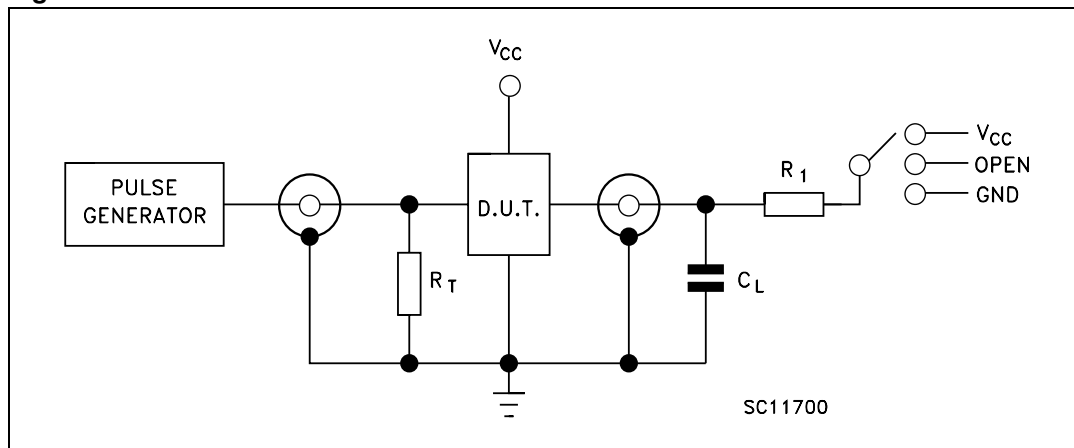 VCC
PULSE
GENERATOR
D.U.T.
RT
CL
R1
VCC
OPEN
GND
SC11700